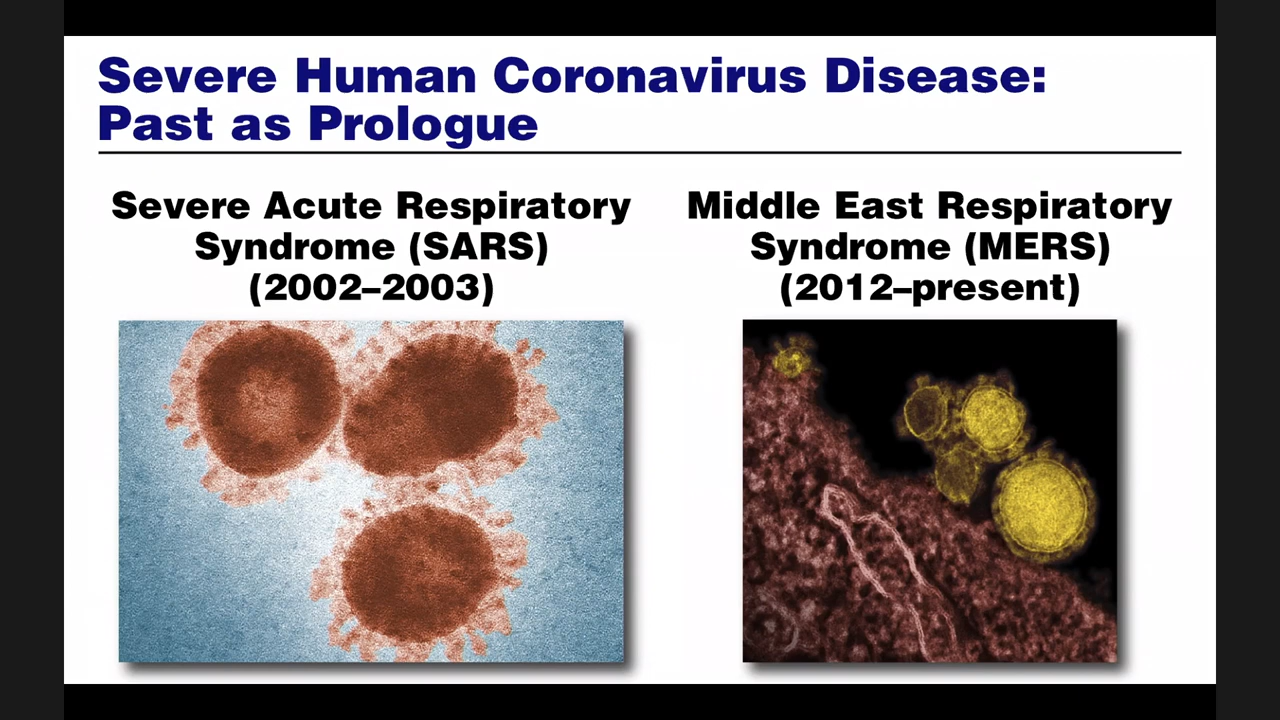 Severe Human Coronavirus Disease:
Past as Prologue
Severe Acute Respiratory
Syndrome (SARS)
(2002–2003)
Middle East Respiratory
Syndrome (MERS)
(2012–present)